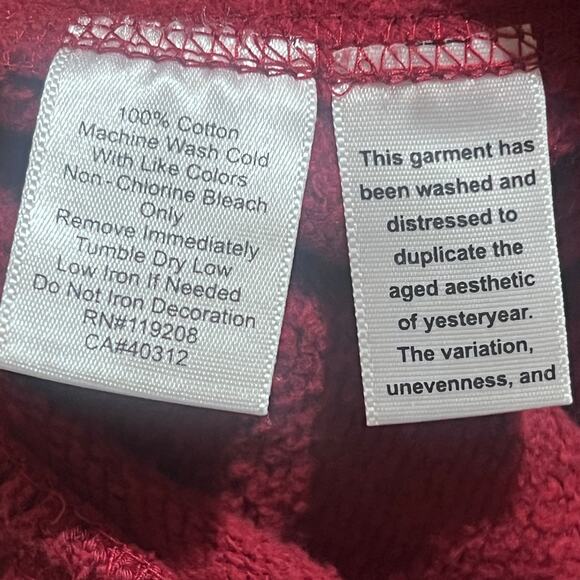 100% Cotton
Machine Wash Cold
With Like Colors
Non-Chlorine Bleach
Only
Remove Immediately
Tumble Dry Low
Low Iron If Needed
Do Not Iron Decoration
RN#119208
CA#40312
This garment has
been washed and
distressed to
duplicate the
aged aesthetic
of yesteryear.
The variation,
unevenness, and